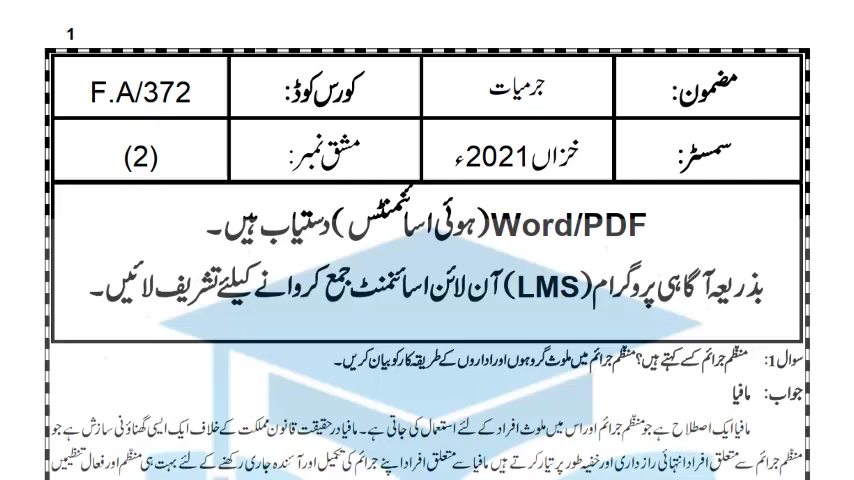 1
مضمون: جرمیات کورس کوڈ: F.A/372
سمسٹر: خزاں 2021ء مشق نمبر: (2)
Word/PDF(ہوئی اسائنمنٹس) دستیاب ہیں۔
بذریعہ آگاہی پروگرام (LMS) آن لائن اسائنمنٹ جمع کروانے کیلئے تشریف لائیں۔
سوال 1: منظم جرائم کسے کہتے ہیں؟ منظم جرائم میں ملوث گروہوں اور اداروں کے طریقہ کار کو بیان کریں۔
جواب: مافیا
مافیا ایک اصطلاح ہے جو منظم جرائم اور اس میں ملوث افراد کے لئے استعمال کی جاتی ہے۔ مافیا درحقیقت قانون مملکت کے خلاف ایک ایسی گھناؤنی سازش ہے جو
منظم جرائم سے متعلق افراد انتہائی رازداری اور خفیہ طور پر تیار کرتے ہیں مافیا سے متعلق افراد اپنے جرائم کی تکمیل اور آئندہ جاری رکھنے کے لئے بہت ہی منظم اور فعال تنظیمیں